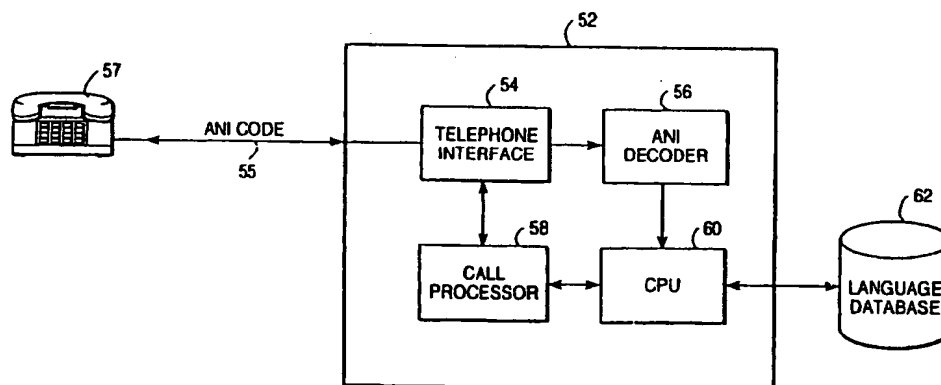 52
57
54
56
ANI CODE
55
TELEPHONE
INTERFACE
ANI
DECODER
62
58
60
CALL
PROCESSOR
CPU
LANGUAGE
DATABASE